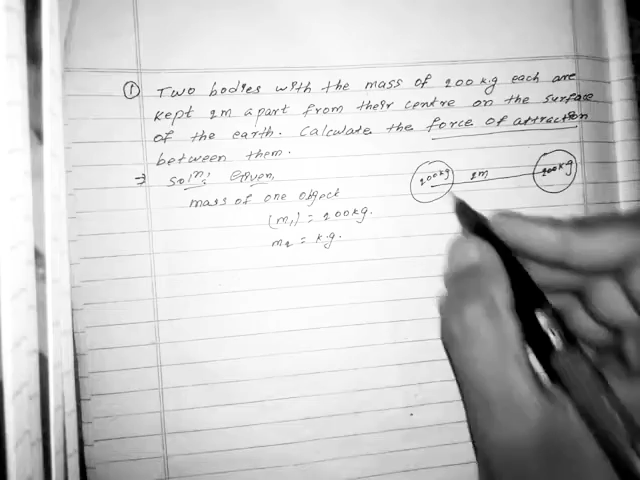 ① Two bodies with the mass of 200 kg each are
kept 2m apart from their centre on the surface
of the earth. Calculate the force of attraction
between them.
→ Solⁿ: Given,
mass of one object
(m₁) = 200kg.
m₂ = kg.
200kg 2m 200kg